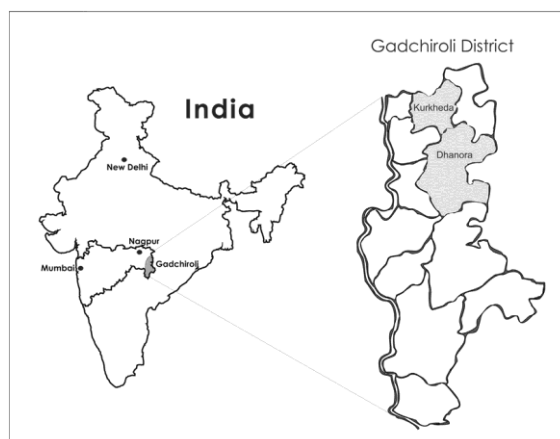 Gadchiroli District
India
Kurkheda
Dhanora
New Delhi
Nagpur
Mumbai
Gadchiroli